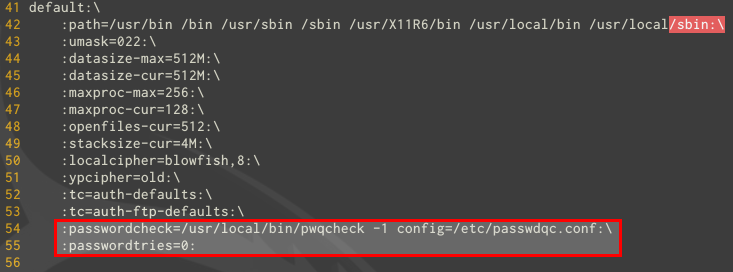 41 default:\
42     :path=/usr/bin /bin /usr/sbin /sbin /usr/X11R6/bin /usr/local/bin /usr/local/sbin:\
43     :umask=022:\
44     :datasize-max=512M:\
45     :datasize-cur=512M:\
46     :maxproc-max=256:\
47     :maxproc-cur=128:\
48     :openfiles-cur=512:\
49     :stacksize-cur=4M:\
50     :localcipher=blowfish,8:\
51     :ypcipher=old:\
52     :tc=auth-defaults:\
53     :tc=auth-ftp-defaults:\
54     :passwordcheck=/usr/local/bin/pwqcheck -1 config=/etc/passwdqc.conf:\
55     :passwordtries=0:
56